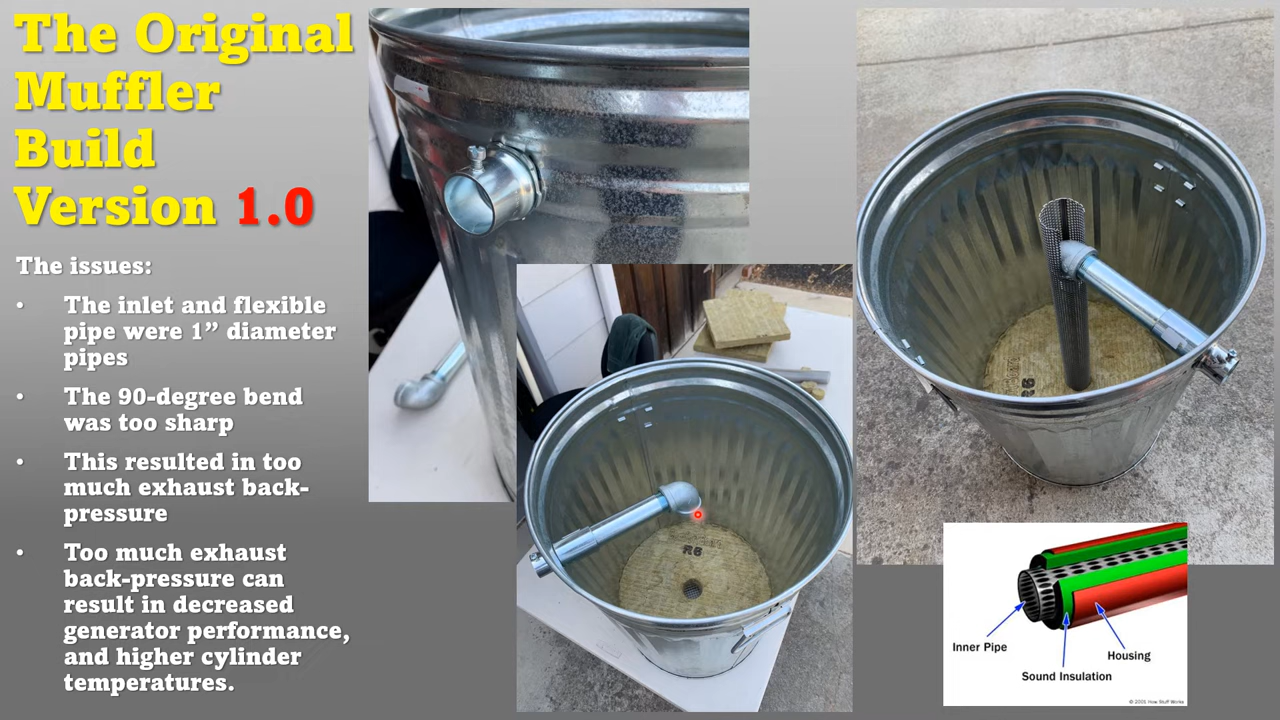 The Original
Muffler
Build
Version 1.0
The issues:
• The inlet and flexible
pipe were 1” diameter
pipes
• The 90-degree bend
was too sharp
• This resulted in too
much exhaust back-
pressure
• Too much exhaust
back-pressure can
result in decreased
generator performance,
and higher cylinder
temperatures.
R6
R6
Inner Pipe
Housing
Sound Insulation
© 2001 How Stuff Works